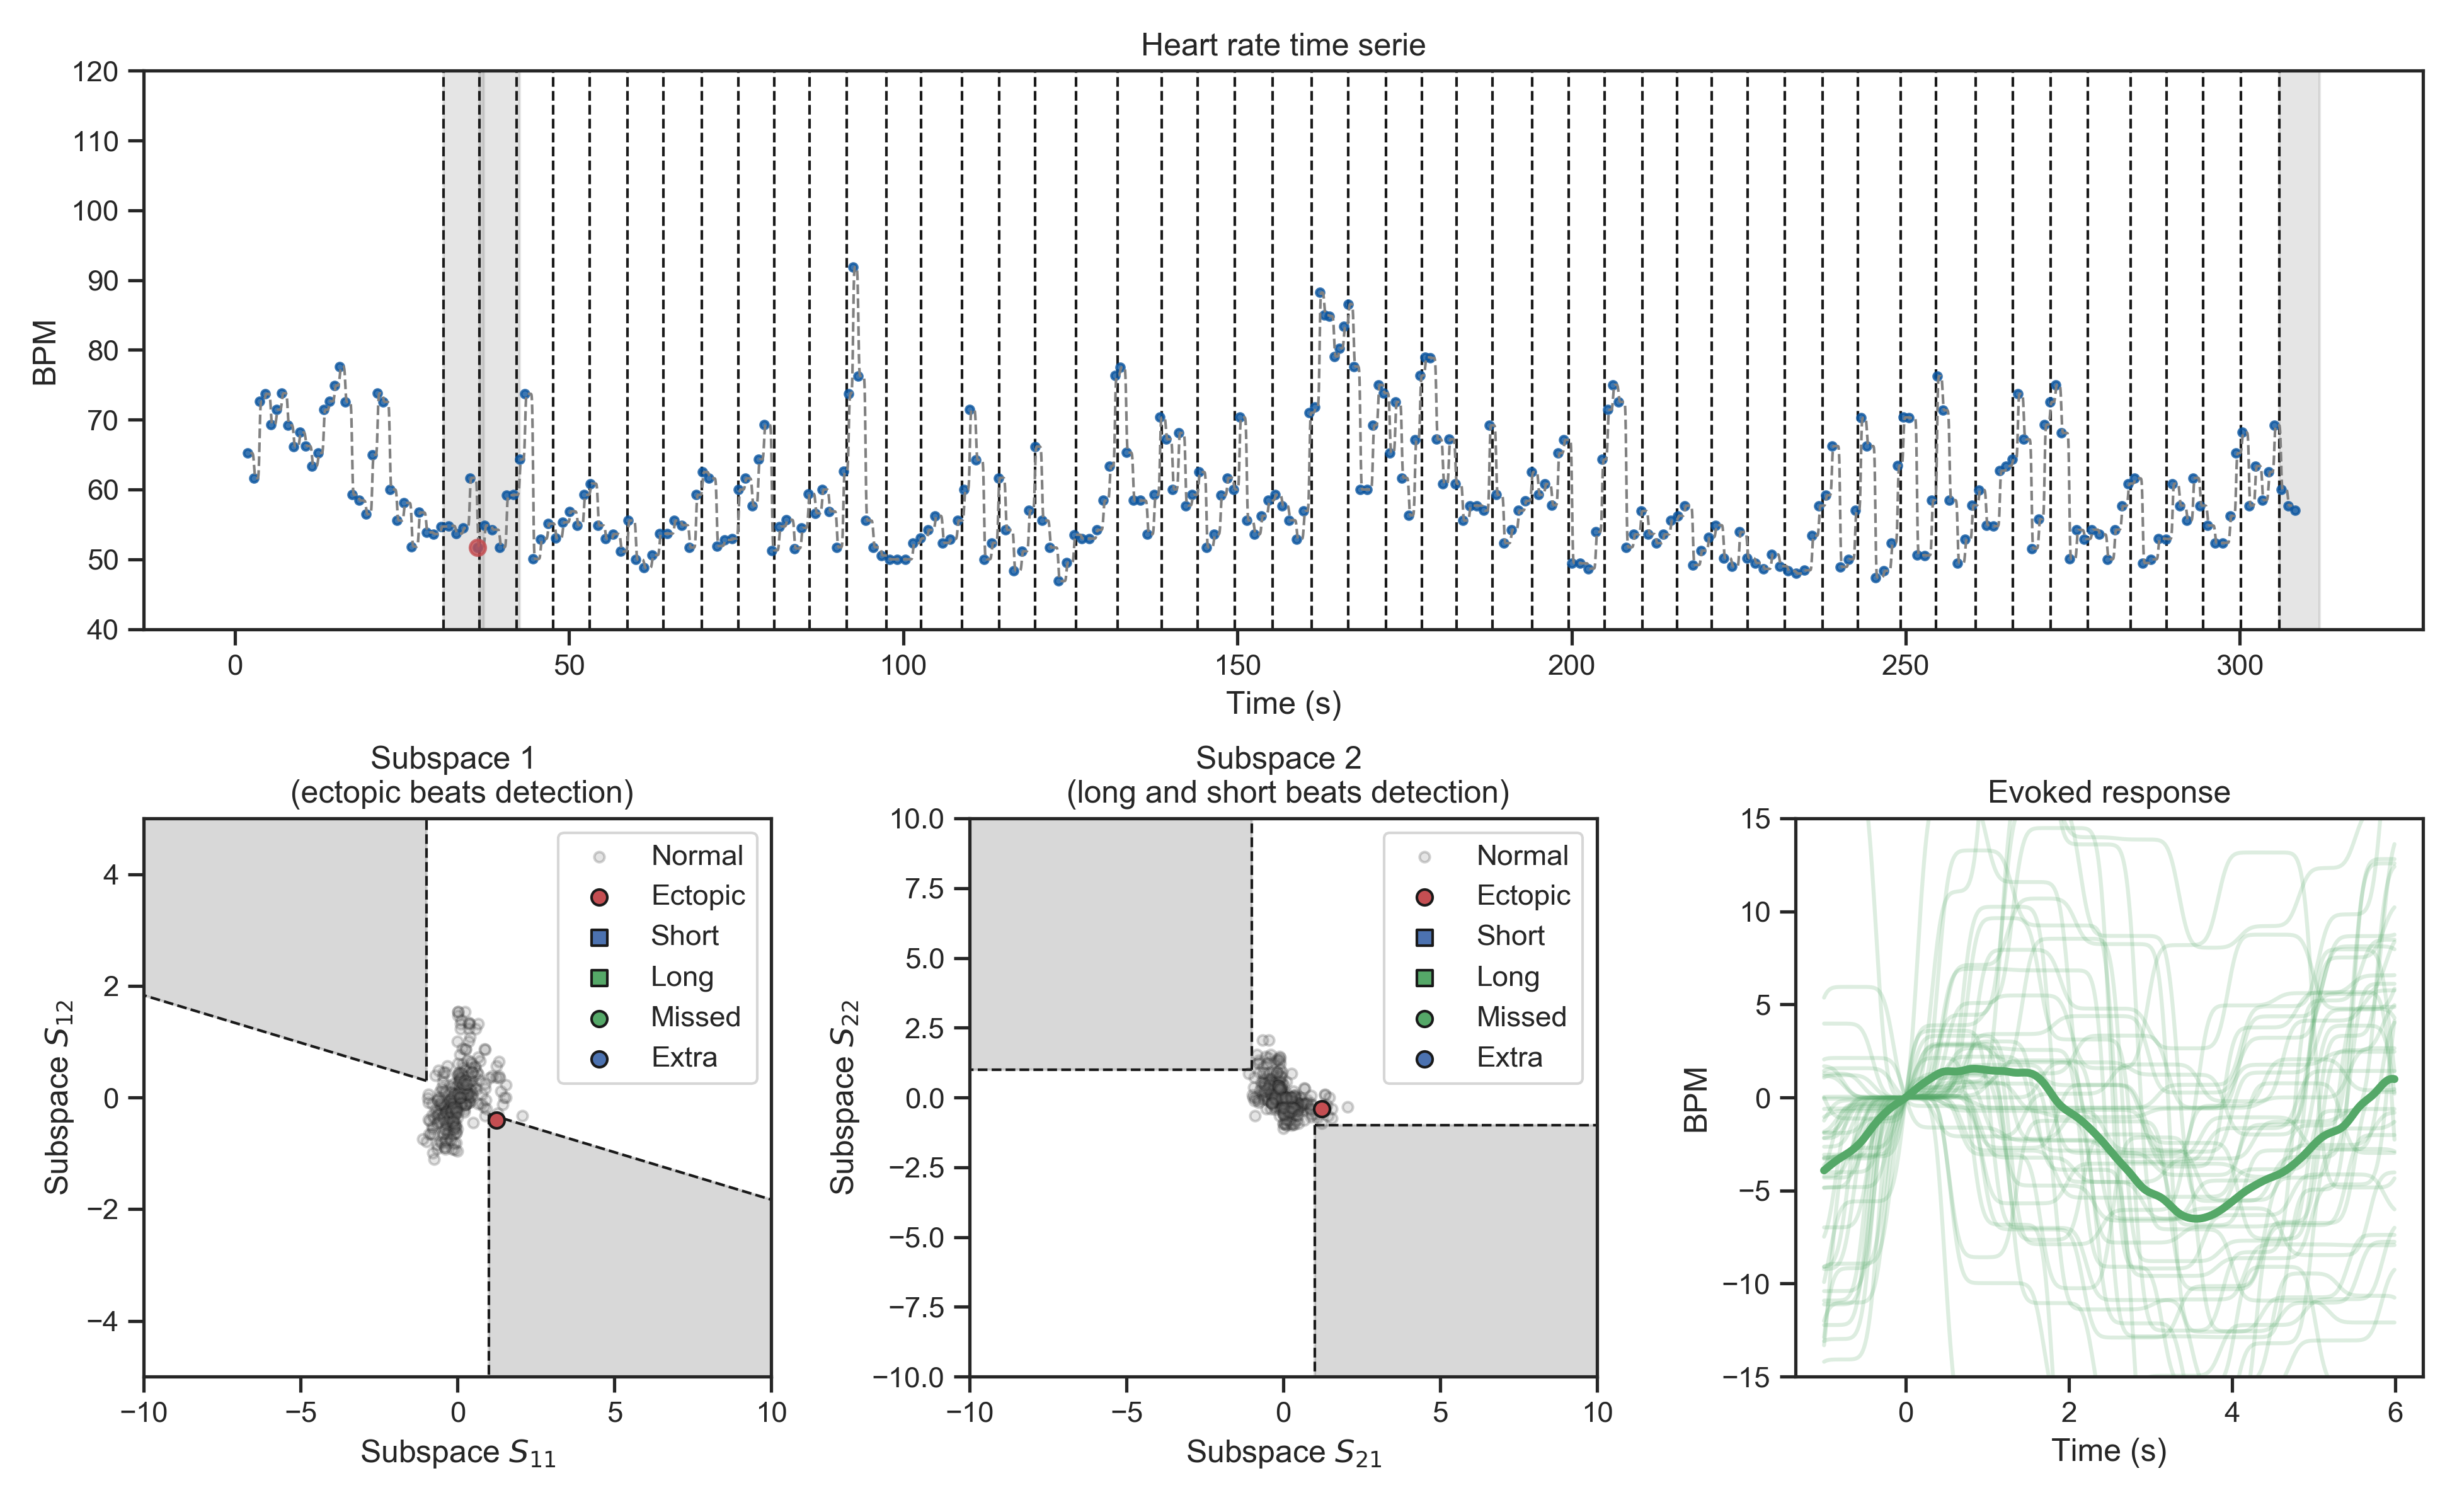 Heart rate time serie
120
110
100
90
80
70
60
50
40
BPM
0 50 100 150 200 250 300
Time (s)
Subspace 1
(ectopic beats detection)
4
2
0
−2
−4
Subspace S12
Normal
Ectopic
Short
Long
Missed
Extra
−10 −5 0 5 10
Subspace S11
Subspace 2
(long and short beats detection)
10.0
7.5
5.0
2.5
0.0
−2.5
−5.0
−7.5
−10.0
Subspace S22
Normal
Ectopic
Short
Long
Missed
Extra
−10 −5 0 5 10
Subspace S21
Evoked response
15
10
5
0
−5
−10
−15
BPM
0 2 4 6
Time (s)